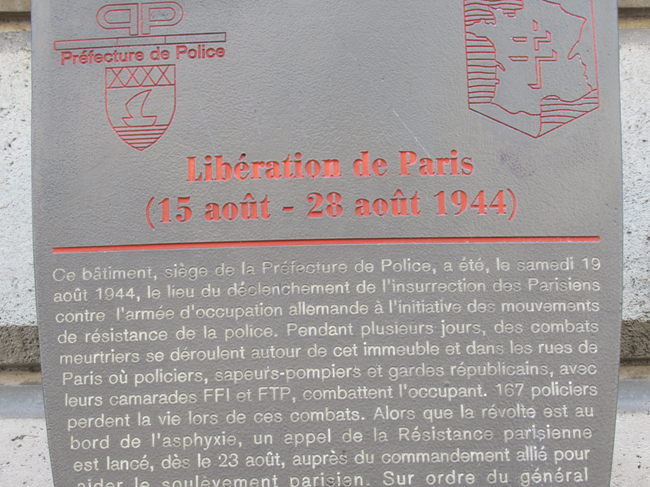 PP
Préfecture de Police
Libération de Paris
(15 août - 28 août 1944)
Ce bâtiment, siège de la Préfecture de Police, a été, le samedi 19
août 1944, le lieu du déclenchement de l'insurrection des Parisiens
contre l'armée d'occupation allemande à l'initiative des mouvements
de résistance de la police. Pendant plusieurs jours, des combats
meurtriers se déroulent autour de cet immeuble et dans les rues de
Paris où policiers, sapeurs-pompiers et gardes républicains, avec
leurs camarades FFI et FTP, combattent l'occupant. 167 policiers
perdent la vie lors de ces combats. Alors que la révolte est au
bord de l'asphyxie, un appel de la Résistance parisienne
est lancé, dès le 23 août, auprès du commandement allié pour
aider le soulèvement parisien. Sur ordre du général